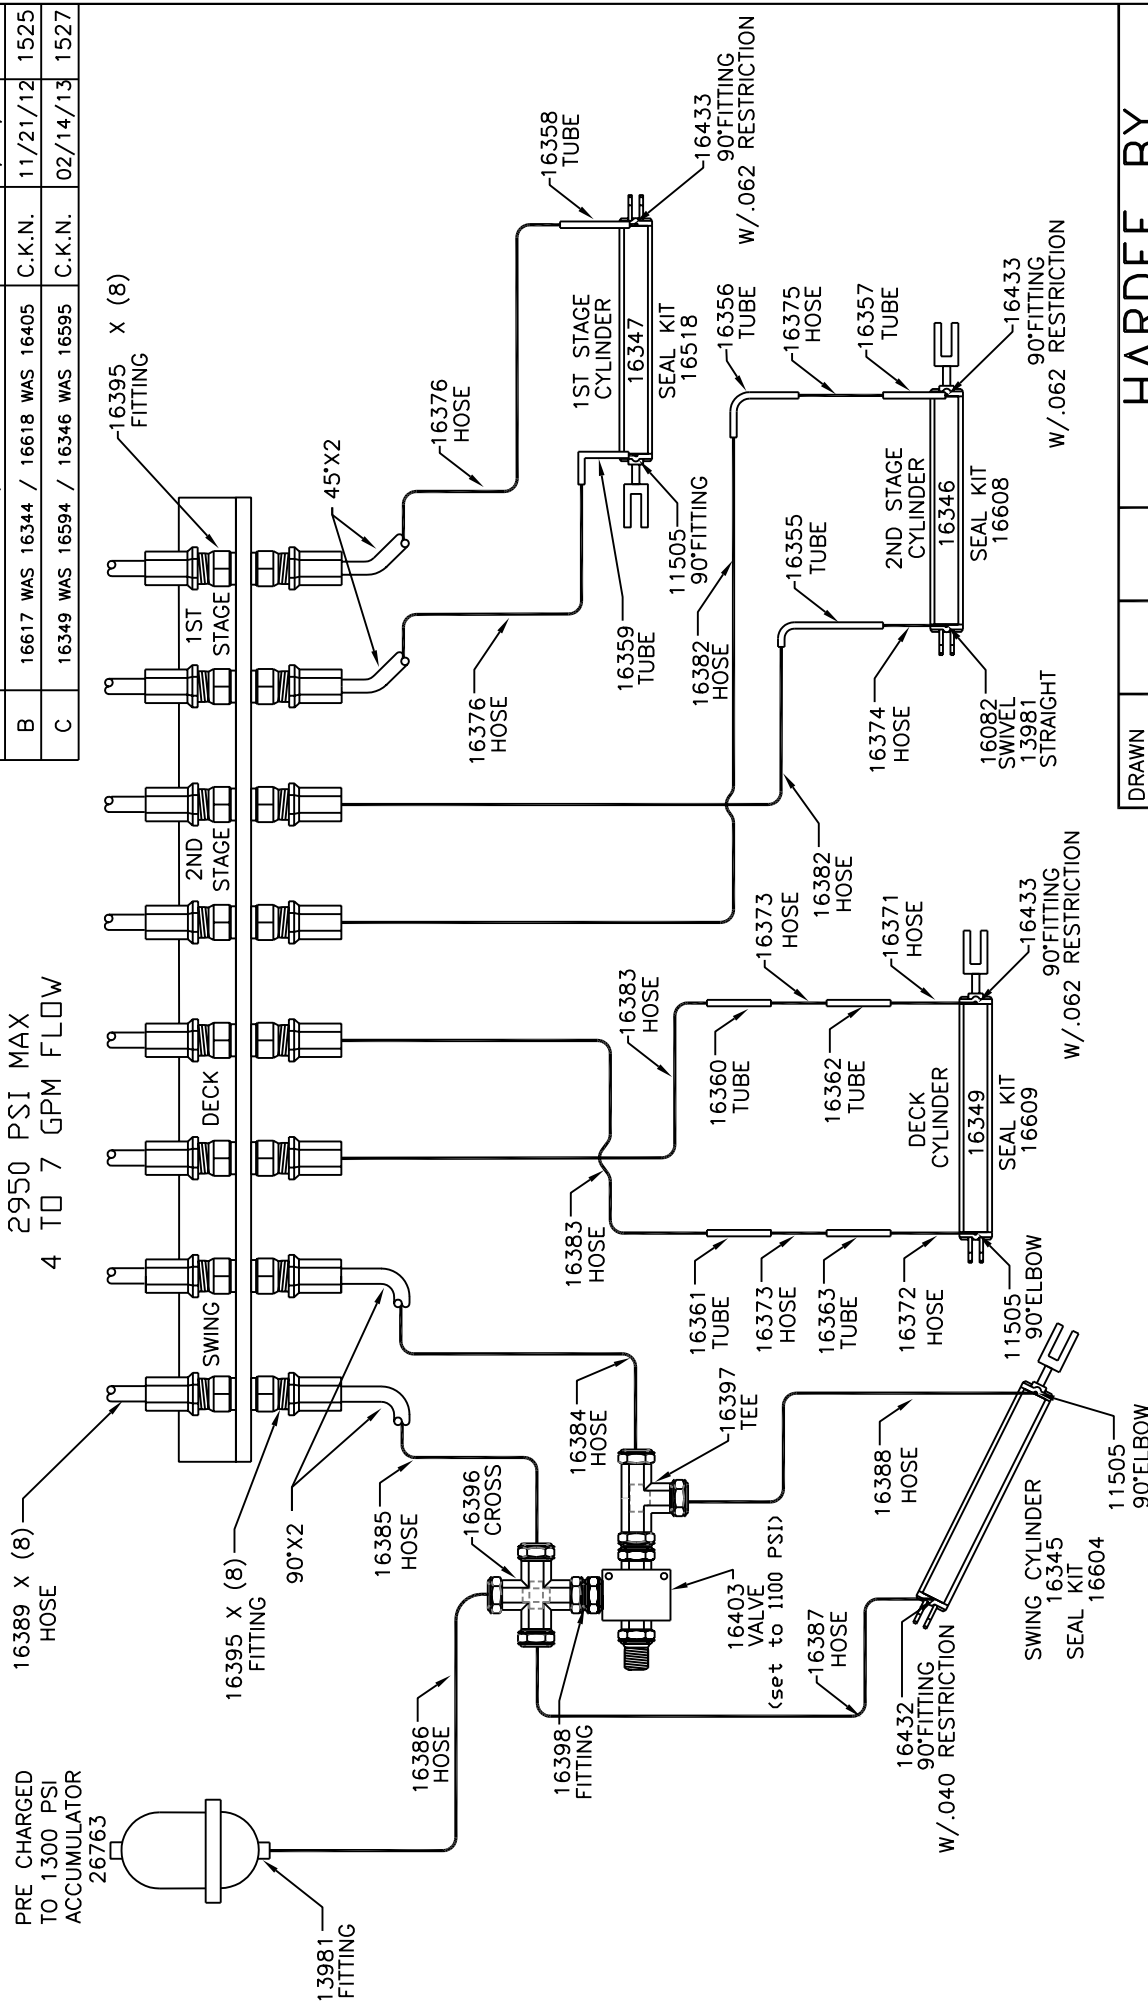 2950 PSI MAX
4 TO 7 GPM FLOW
B 16617 WAS 16344 / 16618 WAS 16405 C.K.N. 11/21/12 1525
C 16349 WAS 16594 / 16346 WAS 16595 C.K.N. 02/14/13 1527
PRE CHARGED
TO 1300 PSI
ACCUMULATOR
26763
13981
FITTING
16389 X (8)
HOSE
16395 X (8)
FITTING
90°X2
SWING
DECK
2ND
STAGE
1ST
STAGE
16395 X (8)
FITTING
45°X2
16386
HOSE
16385
HOSE
16396
CROSS
16398
FITTING
16384
HOSE
16397
TEE
16403
VALVE
(set to 1100 PSI)
16387
HOSE
16388
HOSE
16432
90°FITTING
W/.040 RESTRICTION
SWING CYLINDER
16345
SEAL KIT
16604
11505
90°ELBOW
16383
HOSE
16383
HOSE
16361
TUBE
16373
HOSE
16363
TUBE
16372
HOSE
11505
90°ELBOW
16360
TUBE
16373
HOSE
16362
TUBE
16371
HOSE
DECK
CYLINDER
16349
SEAL KIT
16609
16433
90°FITTING
W/.062 RESTRICTION
16382
HOSE
16382
HOSE
16355
TUBE
16374
HOSE
16082
SWIVEL
13981
STRAIGHT
16356
TUBE
16375
HOSE
16357
TUBE
2ND STAGE
CYLINDER
16346
SEAL KIT
16608
16433
90°FITTING
W/.062 RESTRICTION
16376
HOSE
16376
HOSE
16359
TUBE
11505
90°FITTING
16358
TUBE
1ST STAGE
CYLINDER
16347
SEAL KIT
16518
16433
90°FITTING
W/.062 RESTRICTION
DRAWN
HARDEE BY